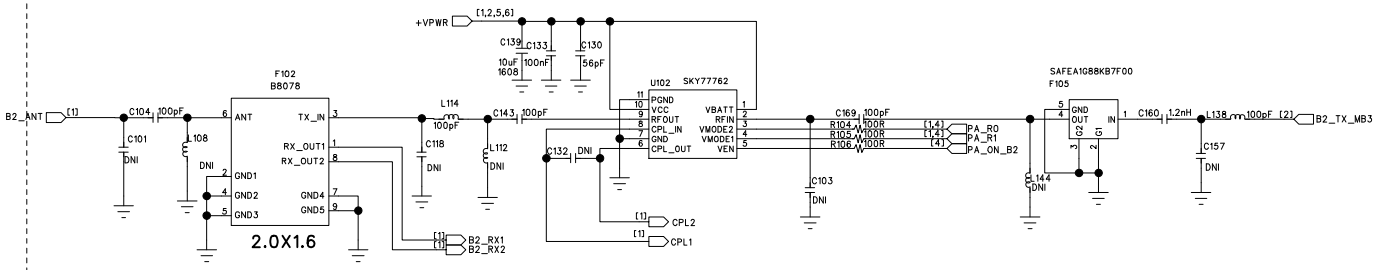 +VPWR [1,2,5,6]
C139 C133 C130
10uF 100nF 56pF
1608
F102
B8078
U102 SKY77762
SAFEA1G88KB7F00
F105
B2_ANT [1]
C104 100pF
6 ANT TX_IN 3
L114
100pF
C143 100pF
11 PGND
10 VCC VBATT 1
9 RFOUT RFIN 2
8 CPL_IN VMODE2 3
7 GND VMODE1 4
6 CPL_OUT VEN 5
C169 100pF
R104 100R [1,4] PA_R0
R105 100R [1,4] PA_R1
R106 100R [4] PA_ON_B2
5 GND
4 OUT IN 1
G2 G1
3 2
C160 1.2nH L138 100pF [2] B2_TX_MB3
C101
DNI
L108
DNI
RX_OUT1 1
RX_OUT2 8
2 GND1
4 GND2 GND4 7
5 GND3 GND5 9
2.0X1.6
C118
DNI
L112
DNI
C132 DNI
C103
DNI
L144
DNI
C157
DNI
[1] CPL2
[1] CPL1
[1] B2_RX1
[1] B2_RX2